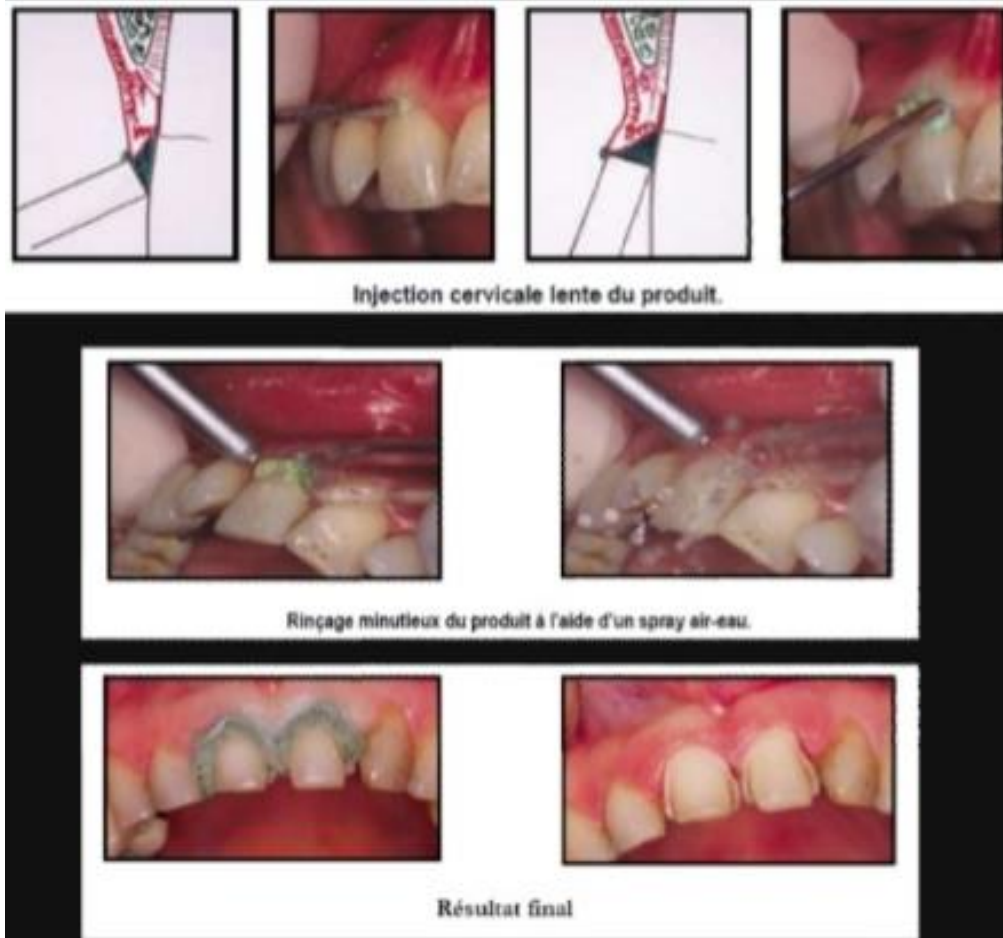 Injection cervicale lente du produit.
Rinçage minutieux du produit à l'aide d'un spray air-eau.
Résultat final